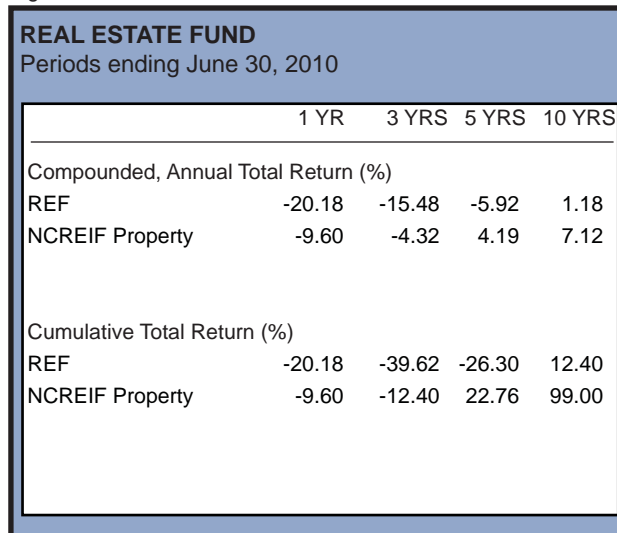 REAL ESTATE FUND
Periods ending June 30, 2010
1 YR 3 YRS 5 YRS 10 YRS
Compounded, Annual Total Return (%)
REF -20.18 -15.48 -5.92 1.18
NCREIF Property -9.60 -4.32 4.19 7.12
Cumulative Total Return (%)
REF -20.18 -39.62 -26.30 12.40
NCREIF Property -9.60 -12.40 22.76 99.00